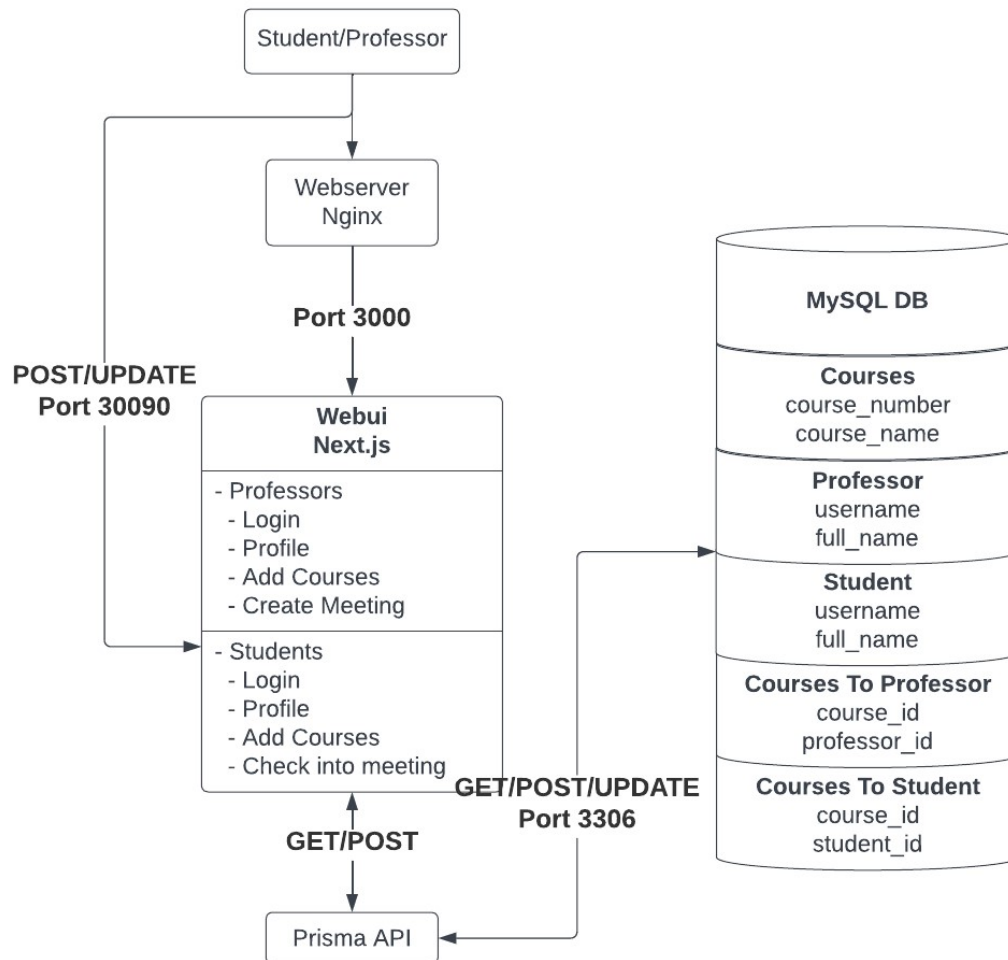 Student/Professor
Webserver
Nginx
Port 3000
POST/UPDATE
Port 30090
Webui
Next.js
- Professors
- Login
- Profile
- Add Courses
- Create Meeting
- Students
- Login
- Profile
- Add Courses
- Check into meeting
GET/POST
Prisma API
GET/POST/UPDATE
Port 3306
MySQL DB
Courses
course_number
course_name
Professor
username
full_name
Student
username
full_name
Courses To Professor
course_id
professor_id
Courses To Student
course_id
student_id